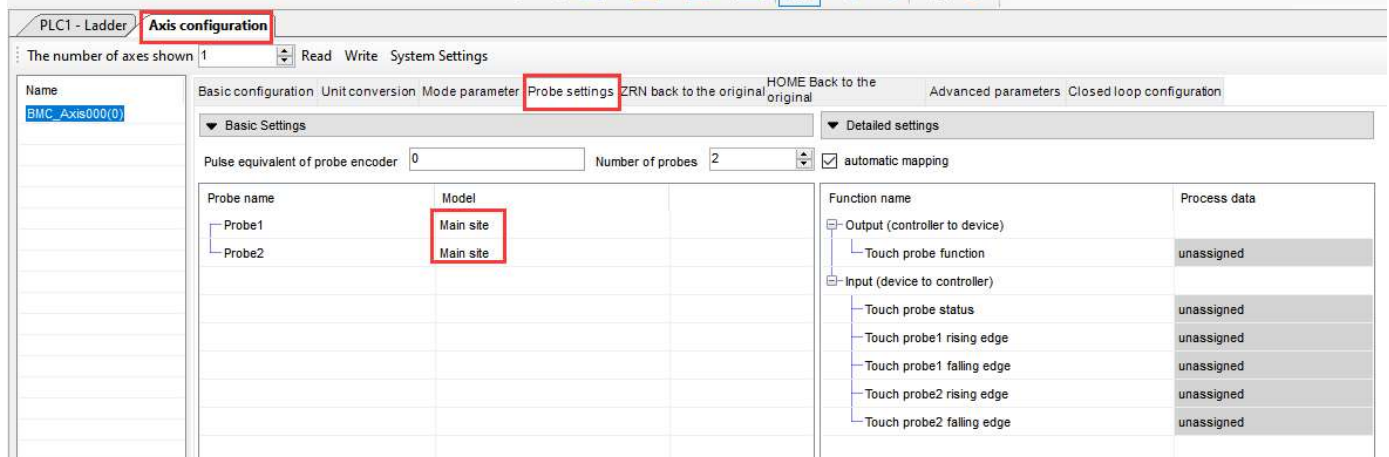 PLC1 - Ladder Axis configuration
The number of axes shown 1 Read Write System Settings
Name
BMC_Axis000(0)
Basic configuration Unit conversion Mode parameter Probe settings ZRN back to the original HOME Back to the original Advanced parameters Closed loop configuration
Basic Settings
Pulse equivalent of probe encoder 0 Number of probes 2
Probe name Model
Probe1 Main site
Probe2 Main site
Detailed settings
automatic mapping
Function name Process data
Output (controller to device)
Touch probe function unassigned
Input (device to controller)
Touch probe status unassigned
Touch probe1 rising edge unassigned
Touch probe1 falling edge unassigned
Touch probe2 rising edge unassigned
Touch probe2 falling edge unassigned